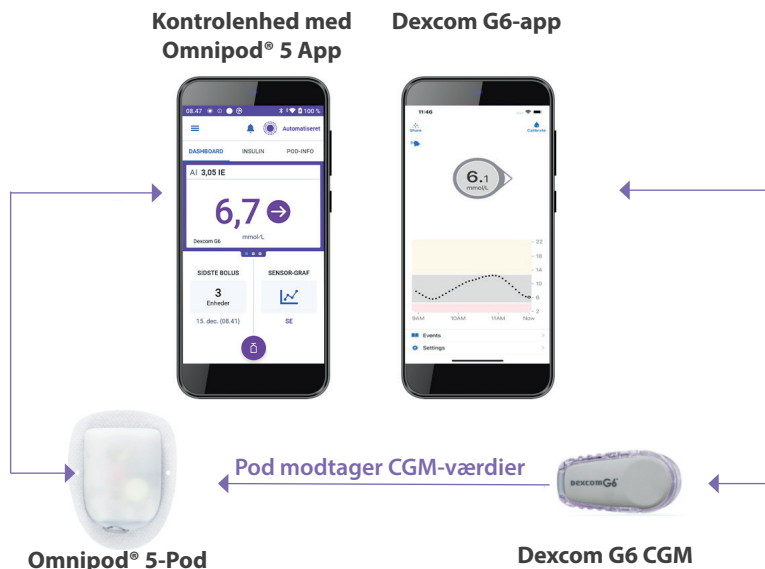 Kontrolenhed med
Omnipod® 5 App
Dexcom G6-app
08.47
100 %
Automatiseret
DASHBOARD INSULIN POD-INFO
AI 3,05 IE
6,7
mmol/L
Dexcom G6
SIDSTE BOLUS
SENSOR-GRAF
3
Enheder
15. dec. (08.41)
SE
11:46
Share
Calibrate
6.1
mmol/L
22
18
14
10
6
2
9AM 10AM 11AM Now
Events
Settings
Pod modtager CGM-værdier
Dexcom G6
Omnipod® 5-Pod
Dexcom G6 CGM